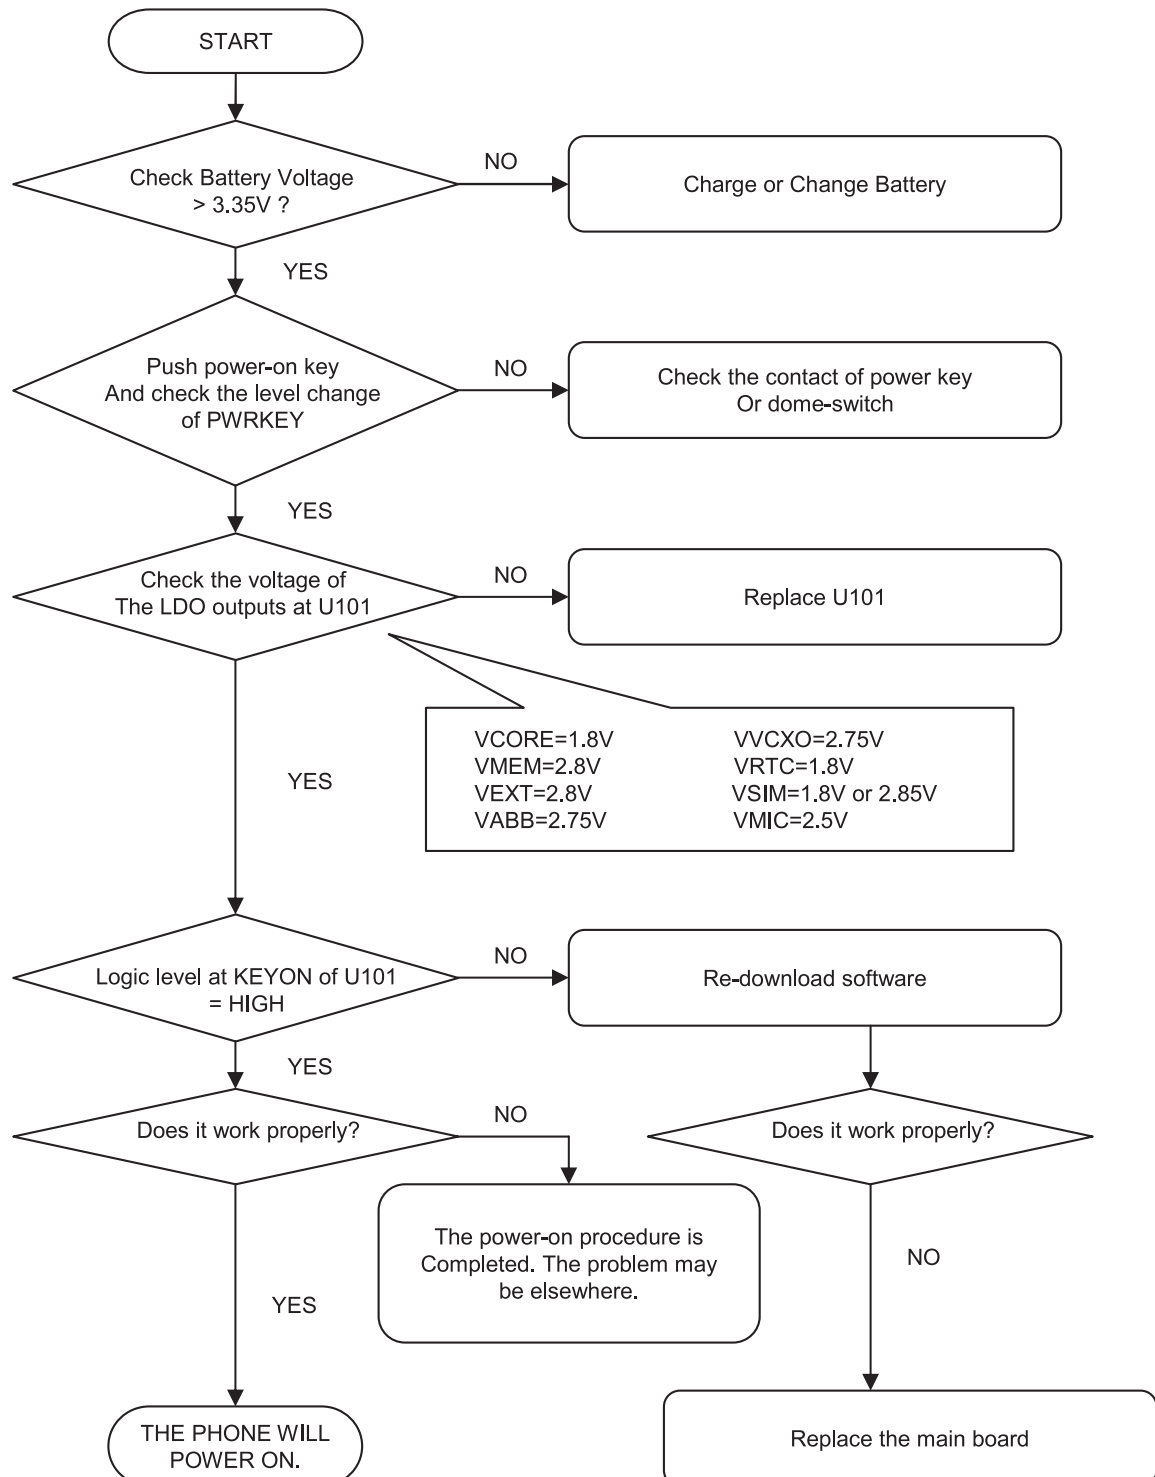 START
Check Battery Voltage
> 3.35V ?
NO
Charge or Change Battery
YES
Push power-on key
And check the level change
of PWRKEY
NO
Check the contact of power key
Or dome-switch
YES
Check the voltage of
The LDO outputs at U101
NO
Replace U101
VCORE=1.8V
VMEM=2.8V
VEXT=2.8V
VABB=2.75V
VVCXO=2.75V
VRTC=1.8V
VSIM=1.8V or 2.85V
VMIC=2.5V
YES
Logic level at KEYON of U101
= HIGH
NO
Re-download software
YES
Does it work properly?
NO
Does it work properly?
The power-on procedure is
Completed. The problem may
be elsewhere.
NO
YES
THE PHONE WILL
POWER ON.
Replace the main board